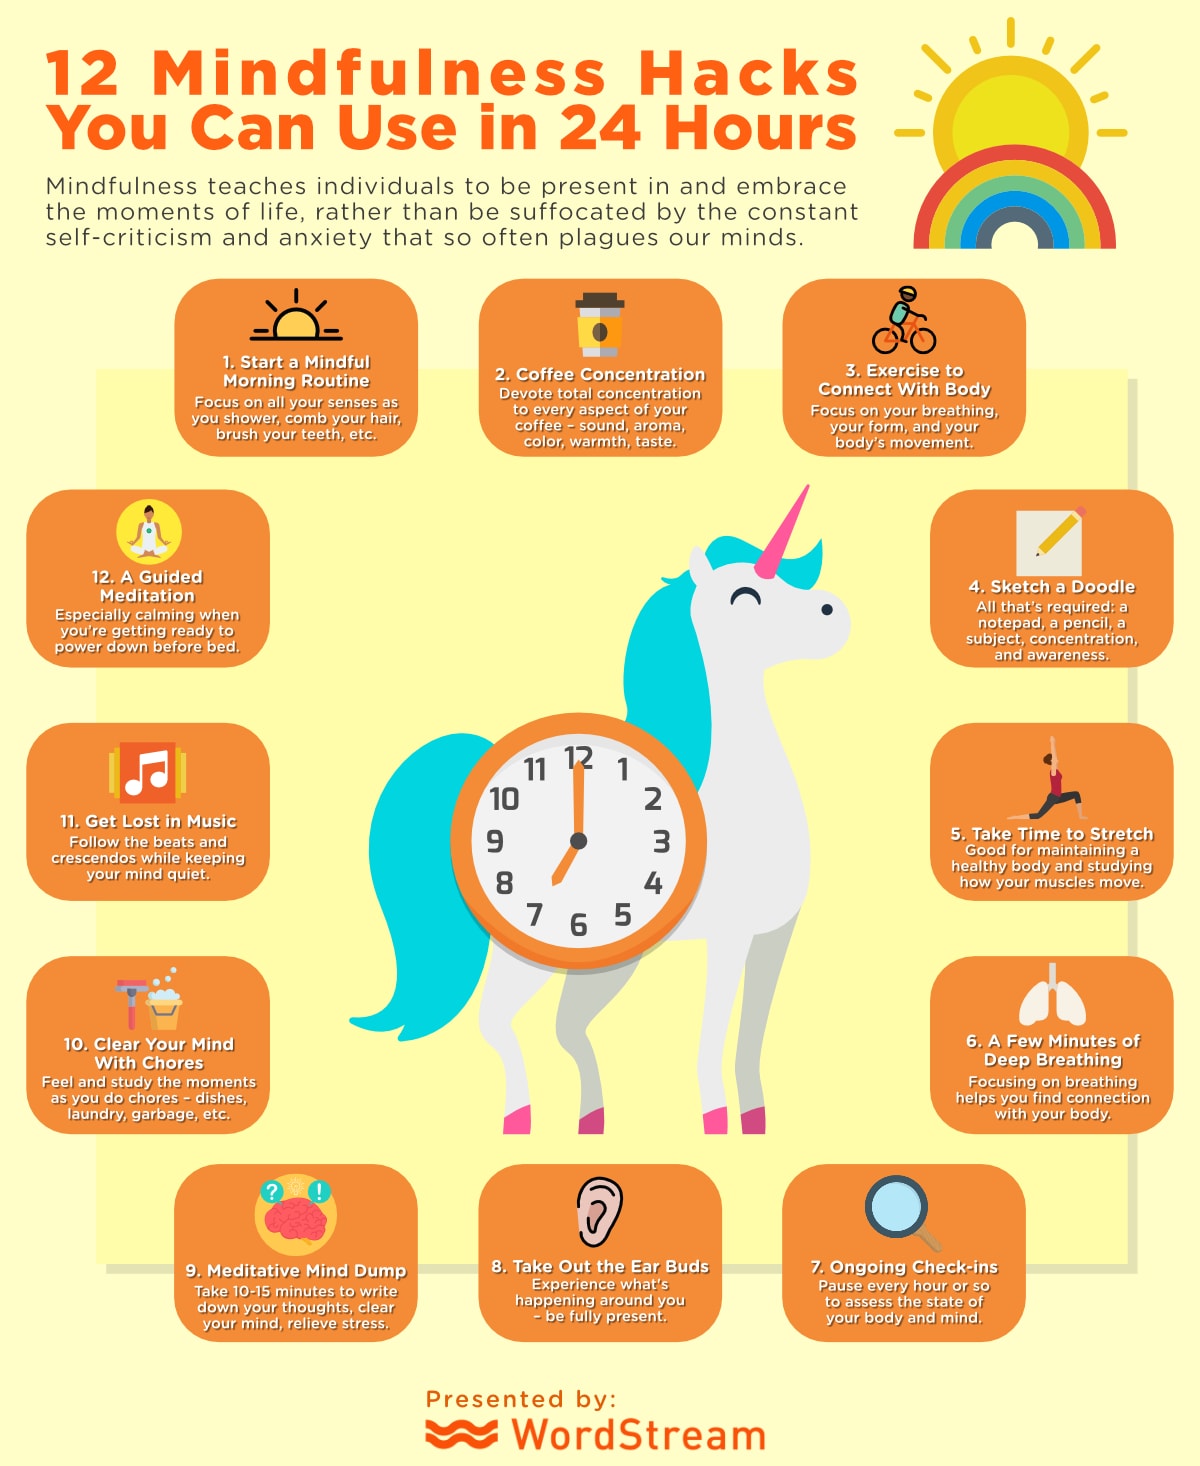 12 Mindfulness Hacks
You Can Use in 24 Hours
Mindfulness teaches individuals to be present in and embrace
the moments of life, rather than be suffocated by the constant
self-criticism and anxiety that so often plagues our minds.
1. Start a Mindful
Morning Routine
Focus on all your senses as
you shower, comb your hair,
brush your teeth, etc.
2. Coffee Concentration
Devote total concentration
to every aspect of your
coffee – sound, aroma,
color, warmth, taste.
3. Exercise to
Connect With Body
Focus on your breathing,
your form, and your
body's movement.
4. Sketch a Doodle
All that's required: a
notepad, a pencil, a
subject, concentration,
and awareness.
5. Take Time to Stretch
Good for maintaining a
healthy body and studying
how your muscles move.
6. A Few Minutes of
Deep Breathing
Focusing on breathing
helps you find connection
with your body.
7. Ongoing Check-ins
Pause every hour or so
to assess the state of
your body and mind.
8. Take Out the Ear Buds
Experience what's
happening around you
– be fully present.
9. Meditative Mind Dump
Take 10-15 minutes to write
down your thoughts, clear
your mind, relieve stress.
? !
10. Clear Your Mind
With Chores
Feel and study the moments
as you do chores – dishes,
laundry, garbage, etc.
11. Get Lost in Music
Follow the beats and
crescendos while keeping
your mind quiet.
12. A Guided
Meditation
Especially calming when
you're getting ready to
power down before bed.
12
1
2
3
4
5
6
7
8
9
10
11
Presented by:
WordStream